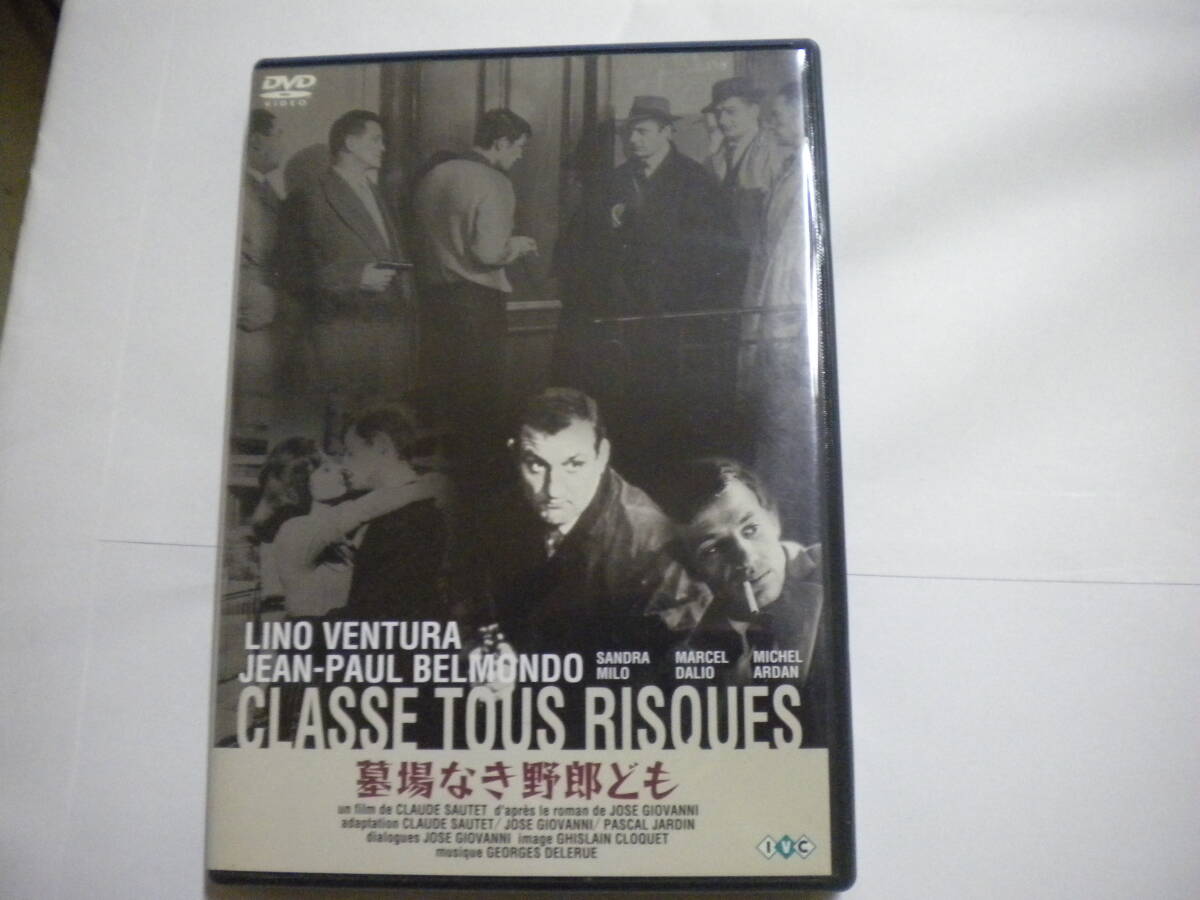 DVD
VIDEO
LINO VENTURA
JEAN-PAUL BELMONDO
SANDRA MILO
MARCEL DALIO
MICHEL ARDAN
CLASSE TOUS RISQUES
墓場なき野郎ども
un film de CLAUDE SAUTET d'après le roman de JOSE GIOVANNI
adaptation CLAUDE SAUTET/ JOSE GIOVANNI/ PASCAL JARDIN
dialogues JOSE GIOVANNI image GHISLAIN CLOQUET
musique GEORGES DELERUE
IVC